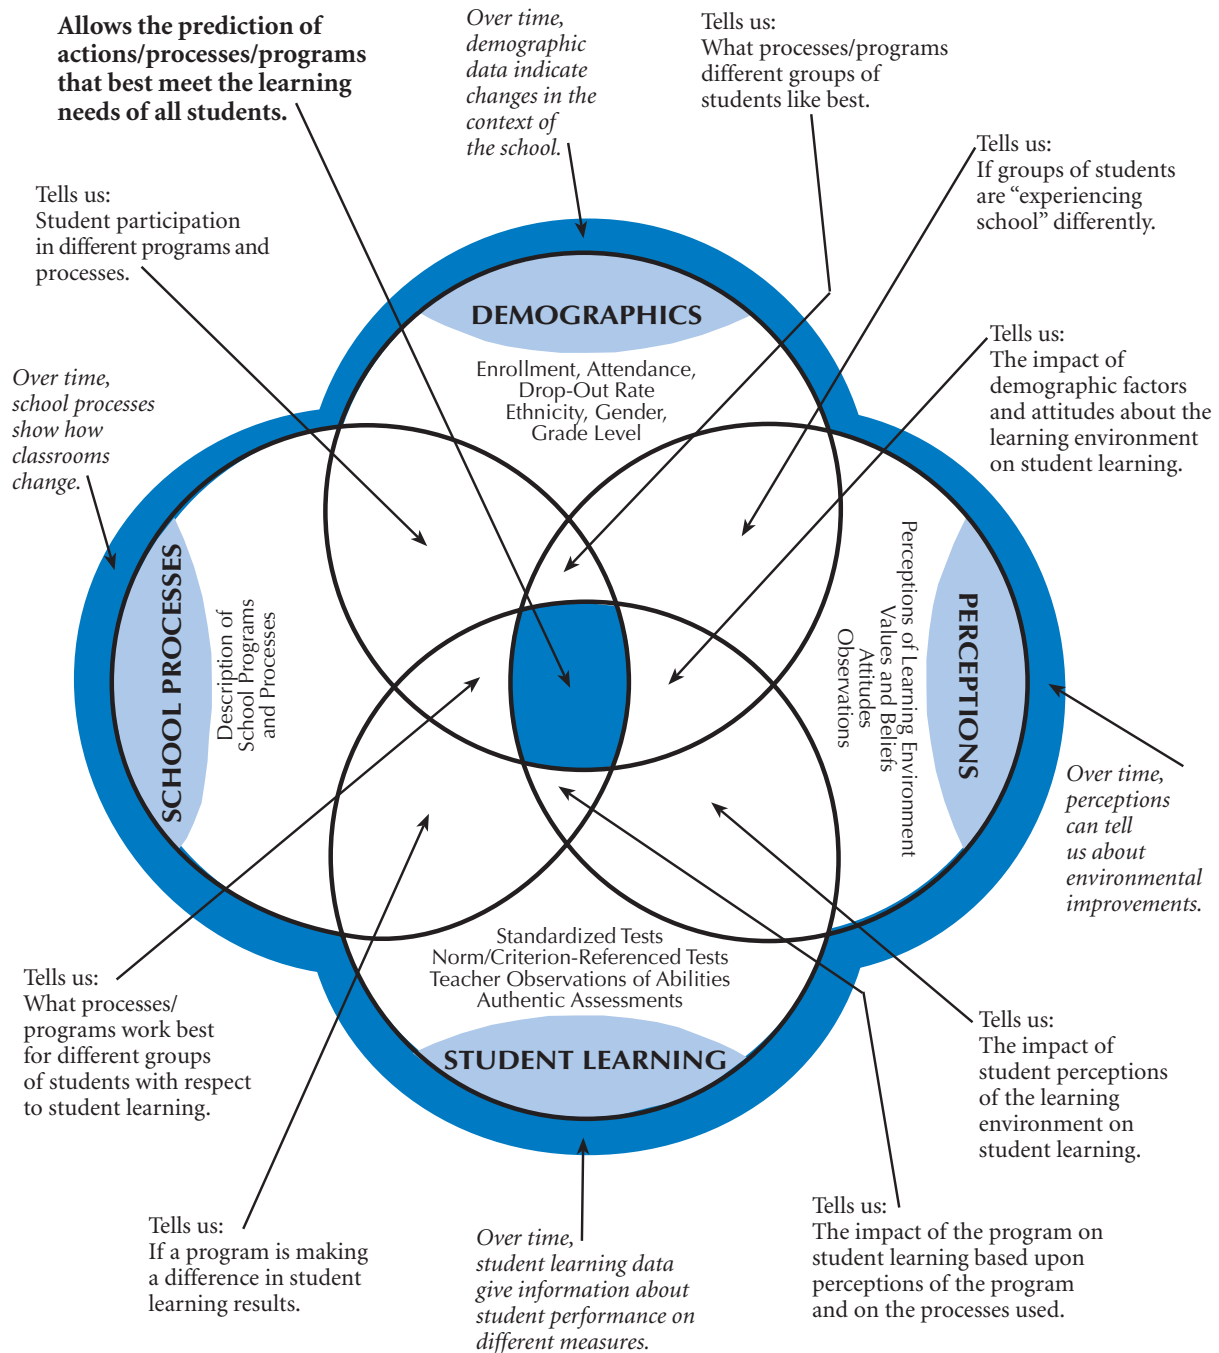 Allows the prediction of
actions/processes/programs
that best meet the learning
needs of all students.
Over time,
demographic
data indicate
changes in the
context of
the school.
Tells us:
What processes/programs
different groups of
students like best.
Tells us:
If groups of students
are “experiencing
school” differently.
Tells us:
Student participation
in different programs and
processes.
DEMOGRAPHICS
Enrollment, Attendance,
Drop-Out Rate
Ethnicity, Gender,
Grade Level
Tells us:
The impact of
demographic factors
and attitudes about the
learning environment
on student learning.
Over time,
school processes
show how
classrooms
change.
SCHOOL PROCESSES
Description of
School Programs
and Processes
PERCEPTIONS
Perceptions of Learning Environment
Values and Beliefs
Attitudes
Observations
Over time,
perceptions
can tell
us about
environmental
improvements.
Standardized Tests
Norm/Criterion-Referenced Tests
Teacher Observations of Abilities
Authentic Assessments
STUDENT LEARNING
Tells us:
What processes/
programs work best
for different groups
of students with respect
to student learning.
Tells us:
The impact of
student perceptions
of the learning
environment on
student learning.
Tells us:
If a program is making
a difference in student
learning results.
Over time,
student learning data
give information about
student performance on
different measures.
Tells us:
The impact of the program on
student learning based upon
perceptions of the program
and on the processes used.